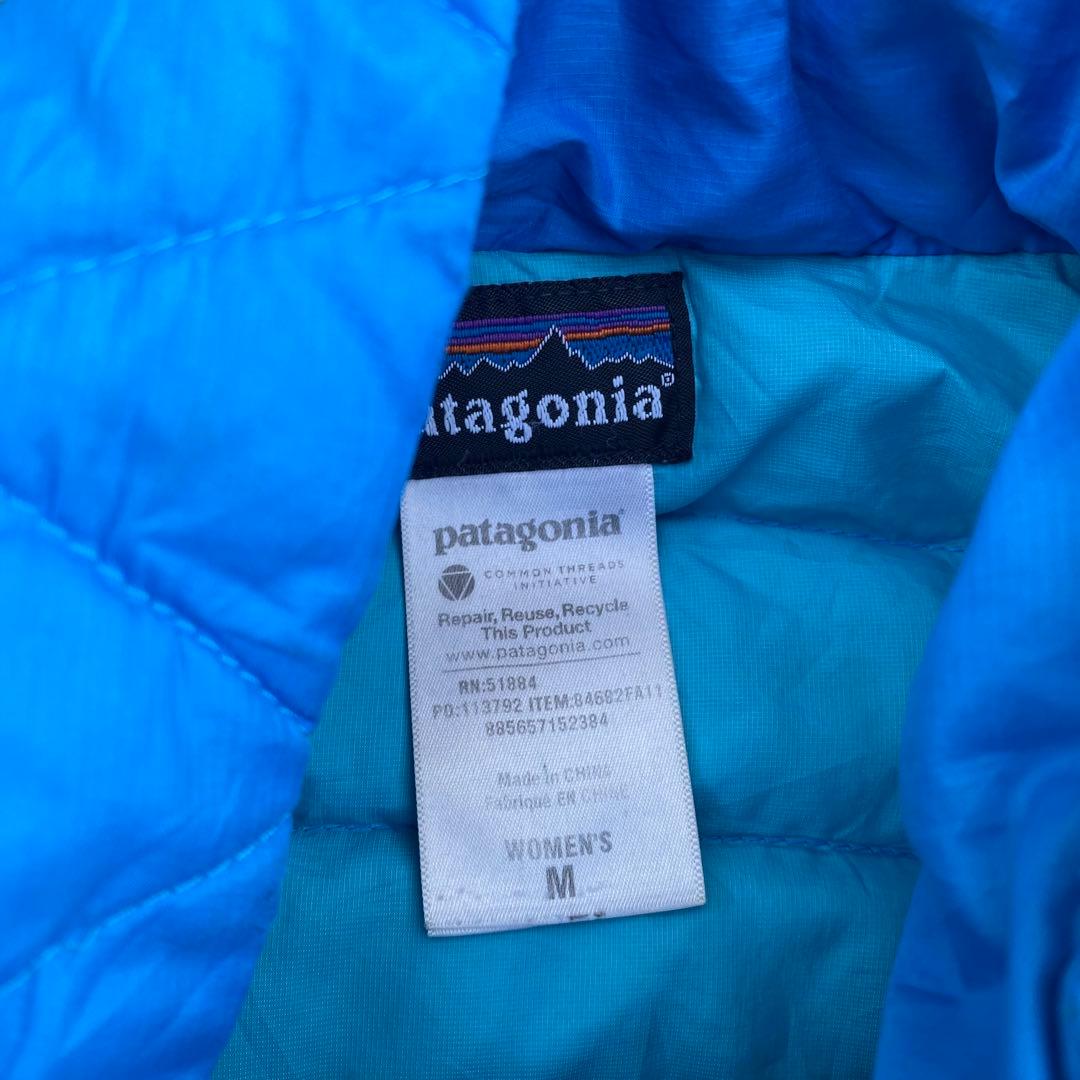 atagonia®
patagonia®
COMMON THREADS
INITIATIVE
Repair, Reuse, Recycle
This Product
www.patagonia.com
RN:51884
PO:113792 ITEM:84682FA11
885657152384
Made in CHINA
Fabriqué EN CHINE
WOMEN'S
M